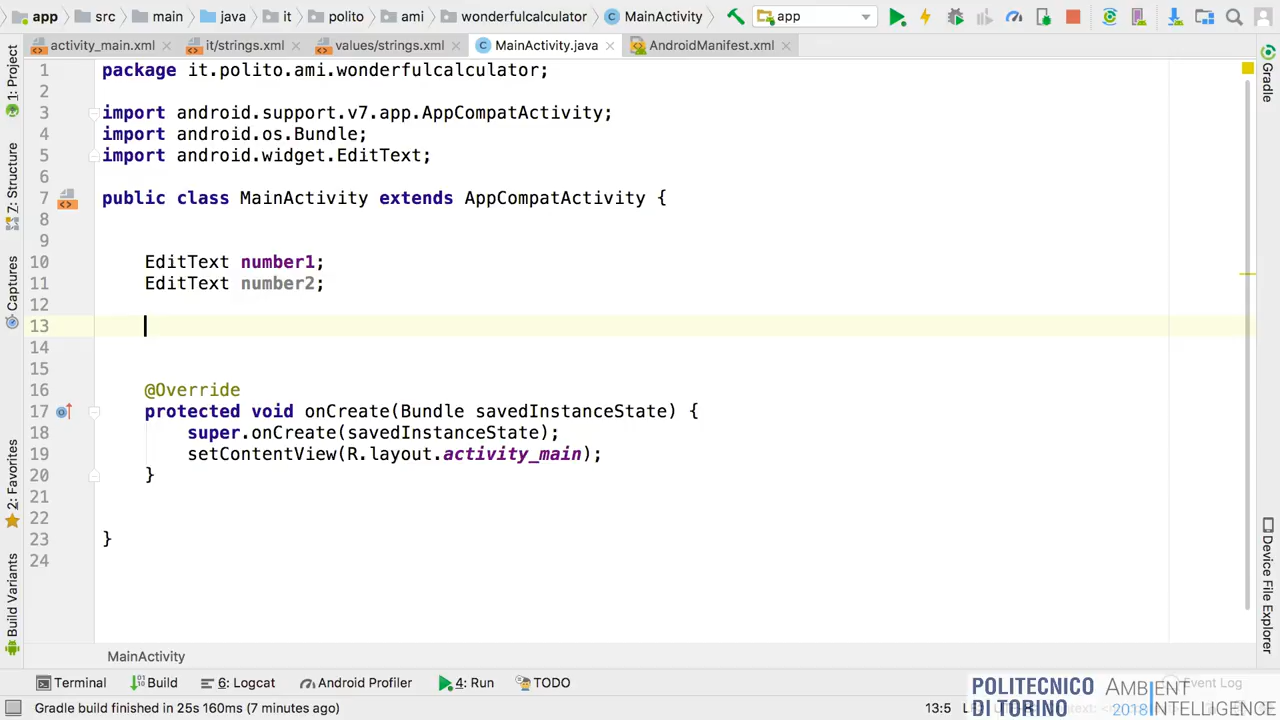 app src main java it polito ami wonderfulcalculator MainActivity app
activity_main.xml it/strings.xml values/strings.xml MainActivity.java AndroidManifest.xml
1: Project
Z: Structure
Captures
2: Favorites
Build Variants
Gradle
Device File Explorer
1 package it.polito.ami.wonderfulcalculator;
2
3 import android.support.v7.app.AppCompatActivity;
4 import android.os.Bundle;
5 import android.widget.EditText;
6
7 public class MainActivity extends AppCompatActivity {
8
9
10 EditText number1;
11 EditText number2;
12
13
14
15
16 @Override
17 protected void onCreate(Bundle savedInstanceState) {
18 super.onCreate(savedInstanceState);
19 setContentView(R.layout.activity_main);
20 }
21
22
23 }
24
MainActivity
Terminal Build 6: Logcat Android Profiler 4: Run TODO Event Log
Gradle build finished in 25s 160ms (7 minutes ago) 13:5
POLITECNICO
DI TORINO
AMBIENT
2018 INTELLIGENCE